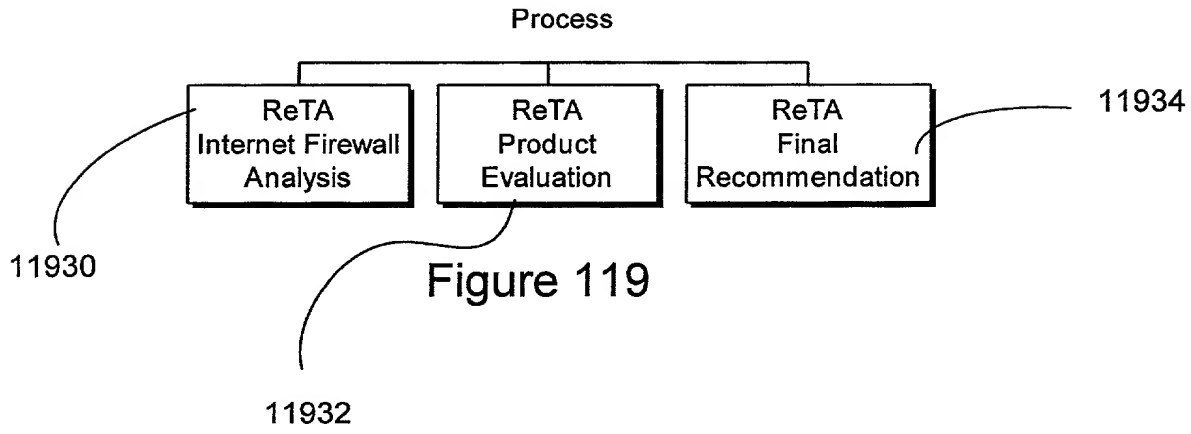 Process
ReTA
Internet Firewall
Analysis
ReTA
Product
Evaluation
ReTA
Final
Recommendation
11934
11930
Figure 119
11932